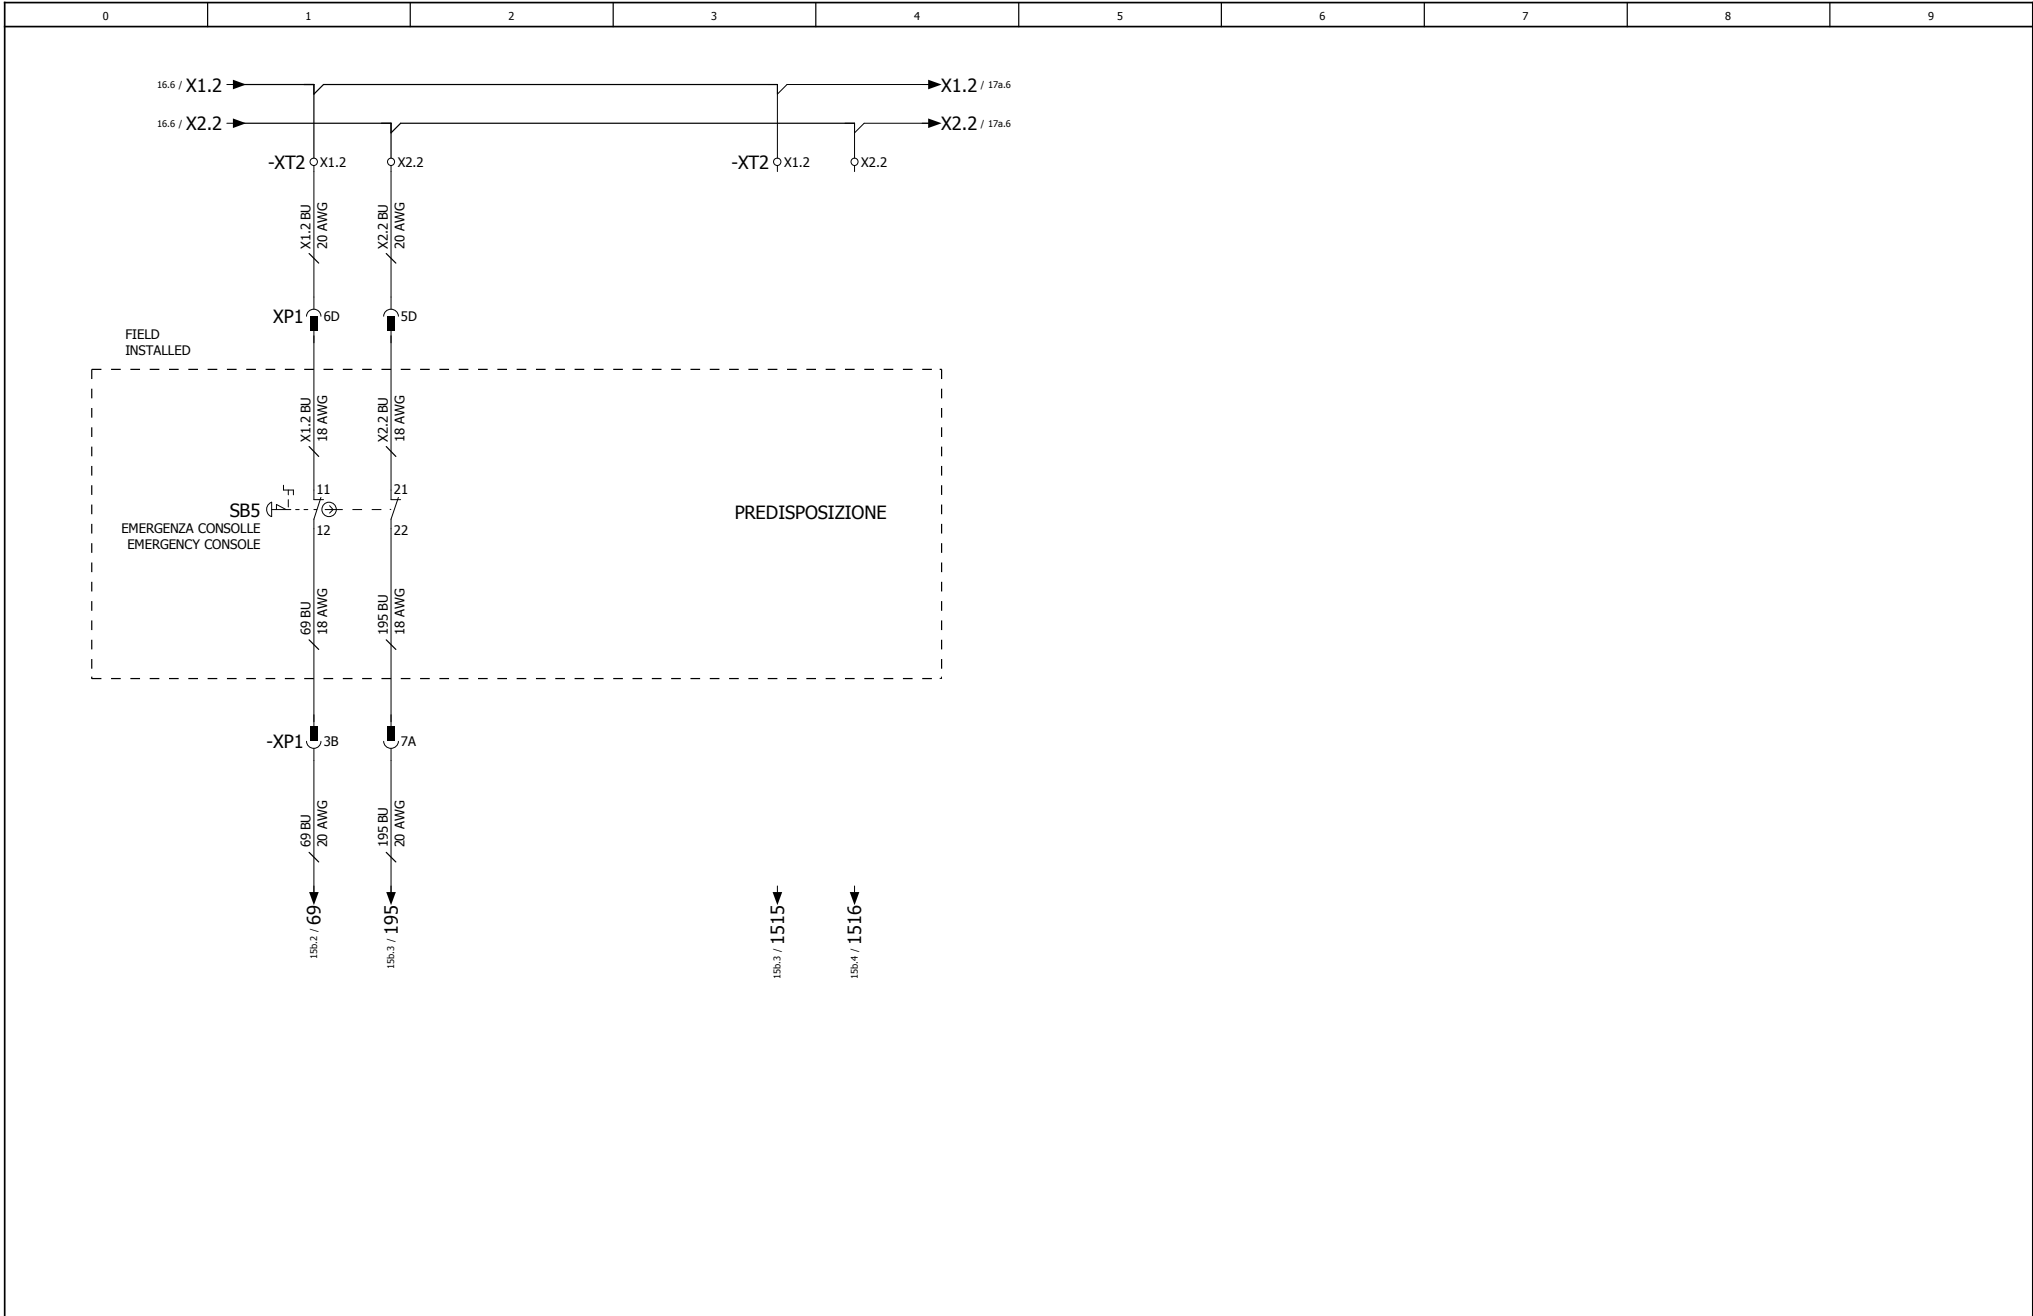 0 1 2 3 4 5 6 7 8 9
16.6 / X1.2
X1.2 / 17a.6
16.6 / X2.2
X2.2 / 17a.6
-XT2 X1.2 X2.2
-XT2 X1.2 X2.2
X1.2 BU
20 AWG
X2.2 BU
20 AWG
XP1 6D 5D
FIELD
INSTALLED
X1.2 BU
18 AWG
X2.2 BU
18 AWG
11 21
SB5
EMERGENZA CONSOLLE
EMERGENCY CONSOLE
12 22
PREDISPOSIZIONE
69 BU
18 AWG
195 BU
18 AWG
-XP1 3B 7A
69 BU
20 AWG
195 BU
20 AWG
15b.2 / 69
15b.3 / 195
15b.3 / 1515
15b.4 / 1516